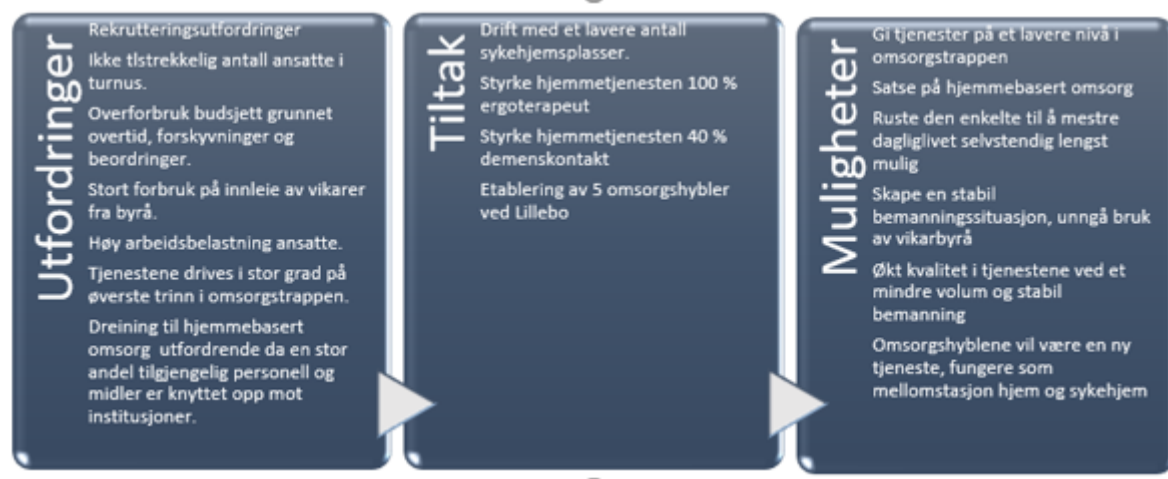 Utfordringer
Rekrutteringsutfordringer
Ikke tlstrekkelig antall ansatte i
turnus.
Overforbruk budsjett grunnet
overtid, forskyvninger og
beordringer.
Stort forbruk på innleie av vikarer
fra byrå.
Høy arbeidsbelastning ansatte.
Tjenestene drives i stor grad på
øverste trinn i omsorgstrappen.
Dreining til hjemmebasert
omsorg utfordrende da en stor
andel tilgjengelig personell og
midler er knyttet opp mot
institusjoner.
Tiltak
Drift med et lavere antall
sykehjemsplasser.
Styrke hjemmetjenesten 100 %
ergoterapeut
Styrke hjemmetjenesten 40 %
demenskontakt
Etablering av 5 omsorgshybler
ved Lillebo
Muligheter
Gi tjenester på et lavere nivå i
omsorgstrappen
Satse på hjemmebasert omsorg
Ruste den enkelte til å mestre
dagliglivet selvstendig lengst
mulig
Skape en stabil
bemanningssituasjon, unngå bruk
av vikarbyrå
Økt kvalitet i tjenestene ved et
mindre volum og stabil
bemanning
Omsorgshyblene vil være en ny
tjeneste, fungere som
mellomstasjon hjem og sykehjem